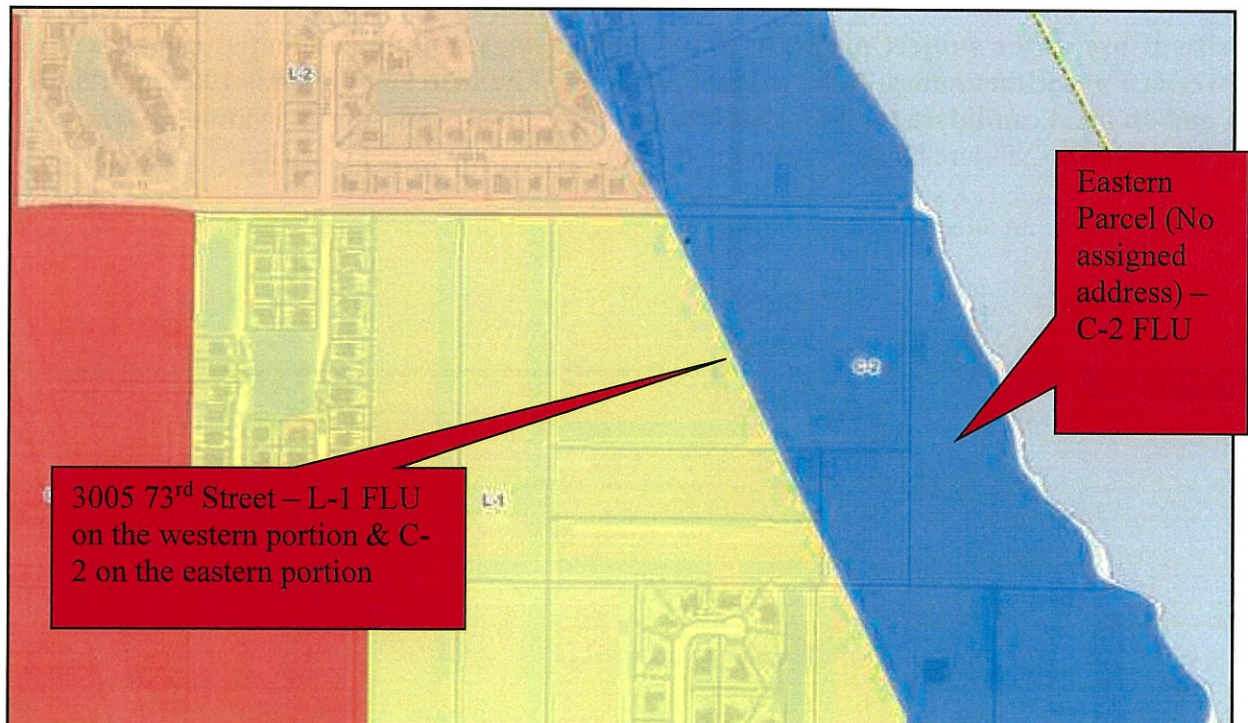 L-2
Eastern
Parcel (No
assigned
address) –
C-2 FLU
C-2
3005 73rd Street – L-1 FLU
on the western portion & C-
2 on the eastern portion
L-1